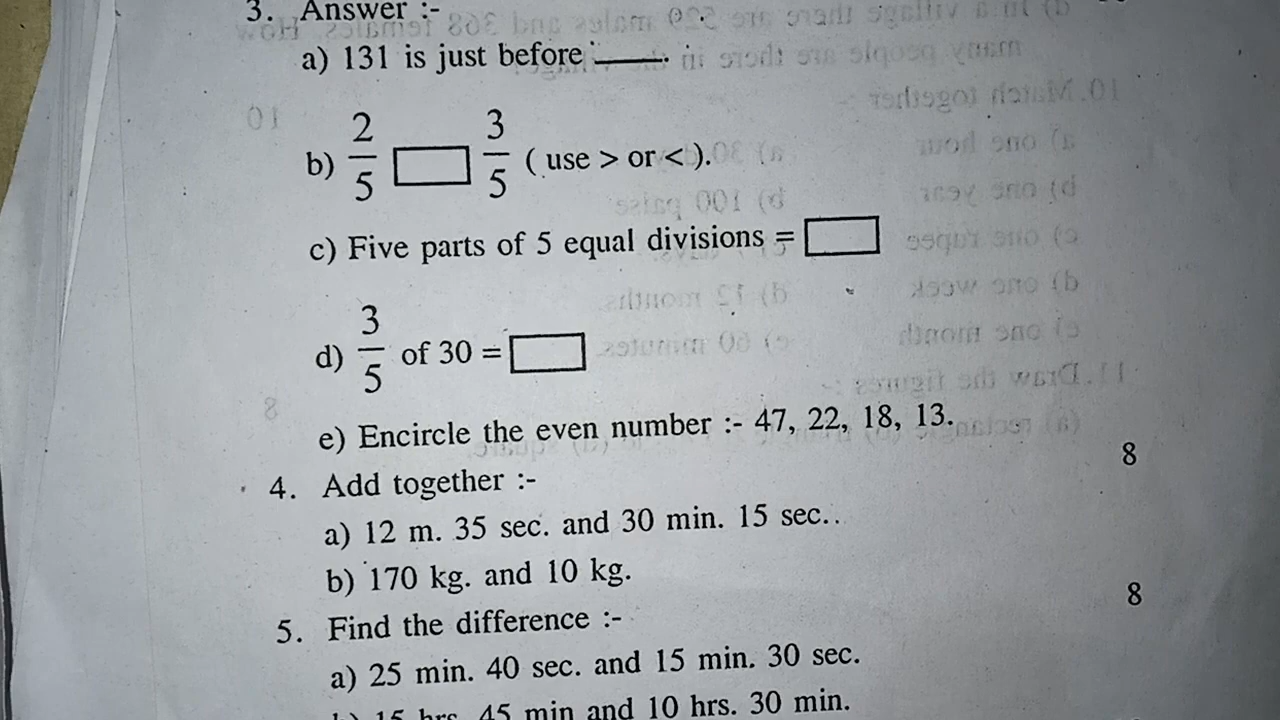 3. Answer :-
a) 131 is just before ____.
b) 2/5 □ 3/5 ( use > or < ).
c) Five parts of 5 equal divisions = □
d) 3/5 of 30 = □
e) Encircle the even number :- 47, 22, 18, 13.
8
4. Add together :-
a) 12 m. 35 sec. and 30 min. 15 sec..
b) 170 kg. and 10 kg.
8
5. Find the difference :-
a) 25 min. 40 sec. and 15 min. 30 sec.
b) 15 hrs. 45 min and 10 hrs. 30 min.